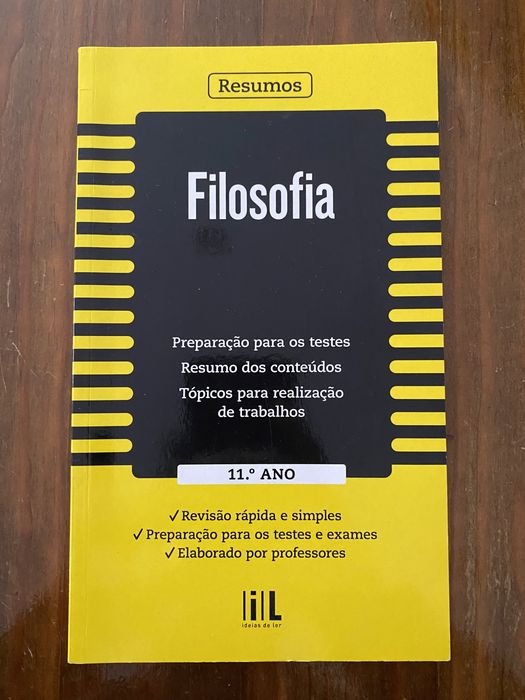 Resumos
Filosofia
Preparação para os testes
Resumo dos conteúdos
Tópicos para realização
de trabalhos
11.º ANO
✓ Revisão rápida e simples
✓ Preparação para os testes e exames
✓ Elaborado por professores
iL
ideias de ler